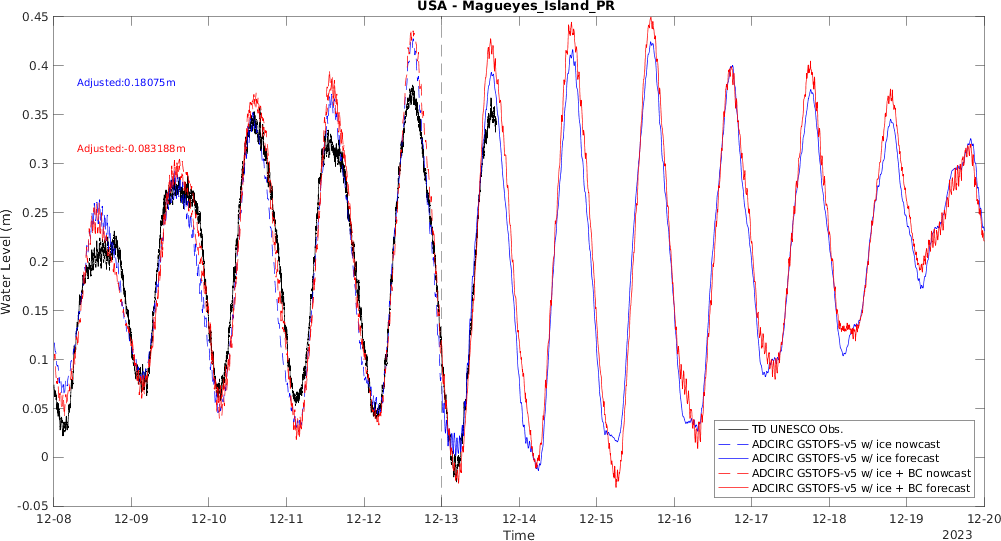 USA - Magueyes_Island_PR
0.45
0.4
0.35
0.3
0.25
0.2
0.15
0.1
0.05
0
-0.05
Water Level (m)
Adjusted:0.18075m
Adjusted:-0.083188m
TD UNESCO Obs.
ADCIRC GSTOFS-v5 w/ ice nowcast
ADCIRC GSTOFS-v5 w/ ice forecast
ADCIRC GSTOFS-v5 w/ ice + BC nowcast
ADCIRC GSTOFS-v5 w/ ice + BC forecast
12-08 12-09 12-10 12-11 12-12 12-13 12-14 12-15 12-16 12-17 12-18 12-19 12-20
Time
2023